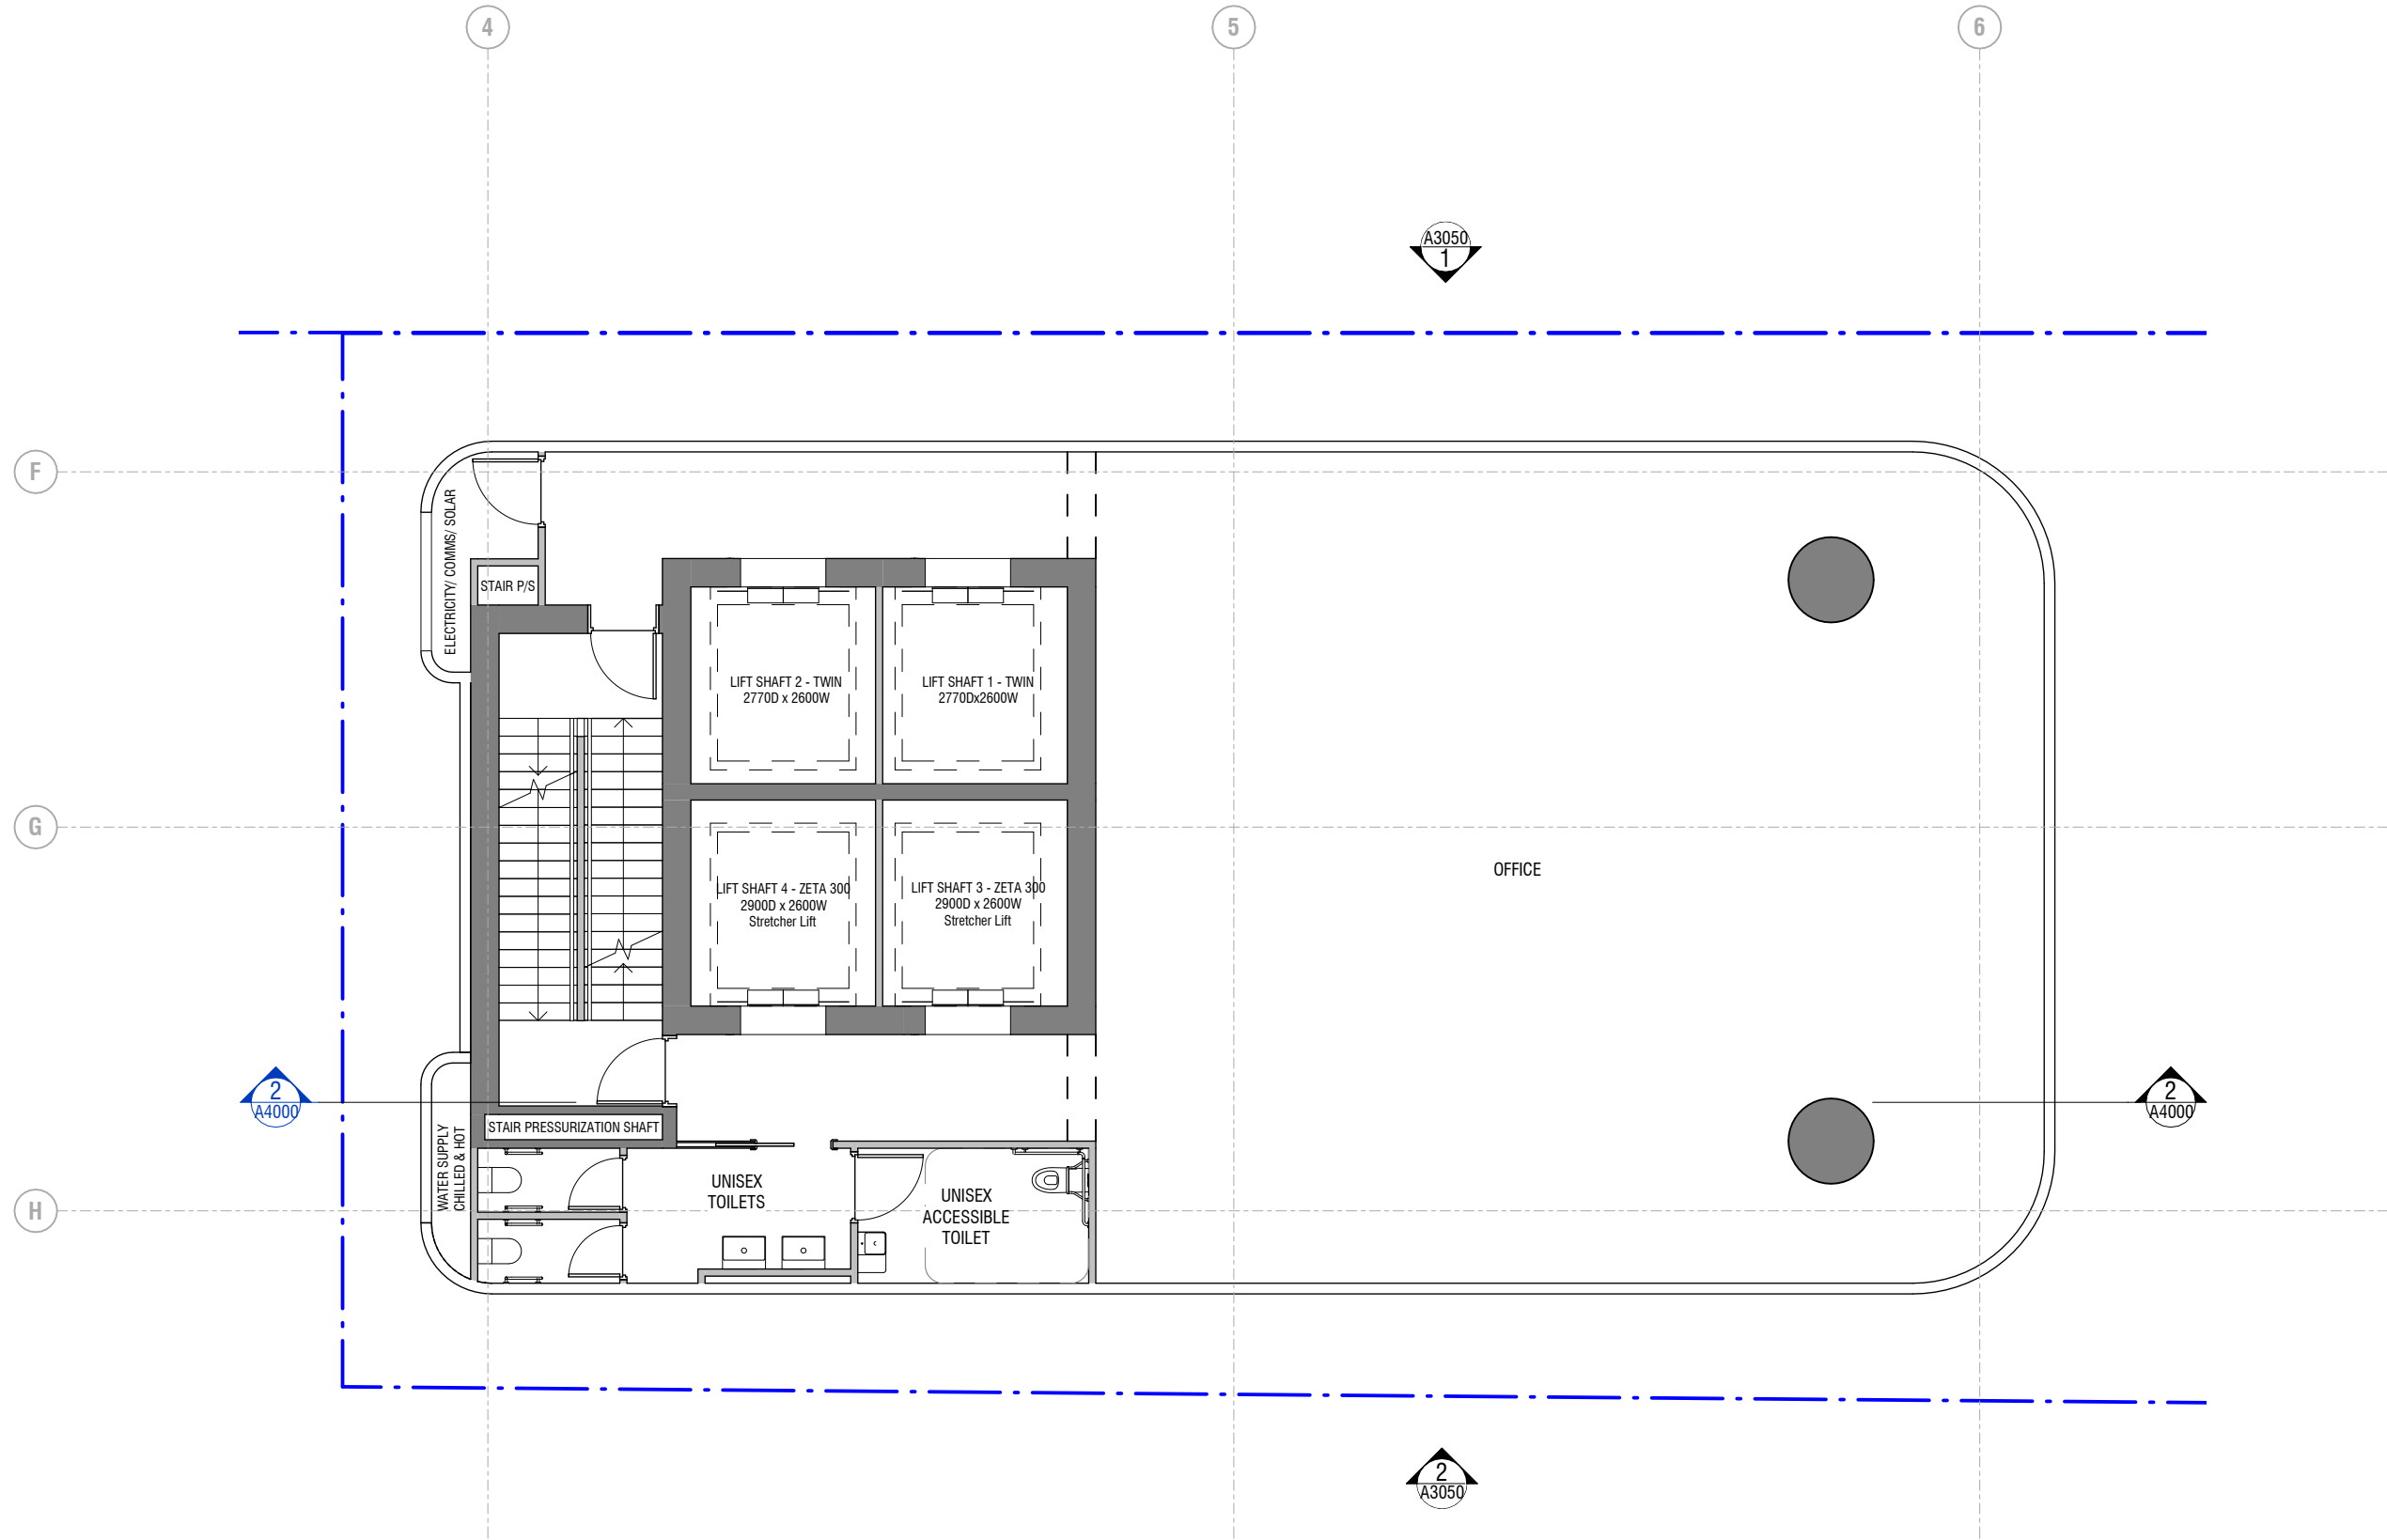 4
5
6
A3050
1
F
ELECTRICITY/ COMMS/ SOLAR
STAIR P/S
LIFT SHAFT 2 - TWIN
2770D x 2600W
LIFT SHAFT 1 - TWIN
2770Dx2600W
G
OFFICE
LIFT SHAFT 4 - ZETA 300
2900D x 2600W
Stretcher Lift
LIFT SHAFT 3 - ZETA 300
2900D x 2600W
Stretcher Lift
2
A4000
2
A4000
STAIR PRESSURIZATION SHAFT
WATER SUPPLY
CHILLED & HOT
UNISEX
TOILETS
UNISEX
ACCESSIBLE
TOILET
H
2
A3050